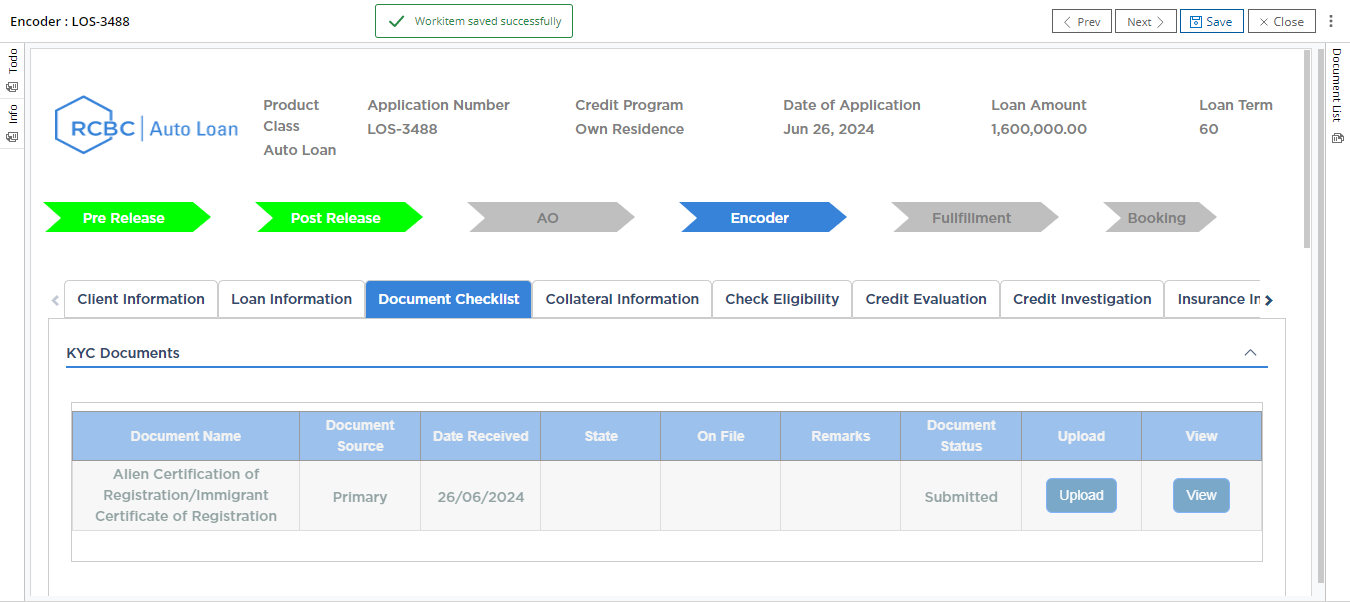 Encoder : LOS-3488
Workitem saved successfully
Prev
Next
Save
Close
Todo
Info
Document List
RCBC | Auto Loan
Product Class
Auto Loan
Application Number
LOS-3488
Credit Program
Own Residence
Date of Application
Jun 26, 2024
Loan Amount
1,600,000.00
Loan Term
60
Pre Release
Post Release
AO
Encoder
Fullfillment
Booking
Client Information
Loan Information
Document Checklist
Collateral Information
Check Eligibility
Credit Evaluation
Credit Investigation
Insurance In
KYC Documents
Document Name
Document Source
Date Received
State
On File
Remarks
Document Status
Upload
View
Alien Certification of
Registration/Immigrant
Certificate of Registration
Primary
26/06/2024
Submitted
Upload
View